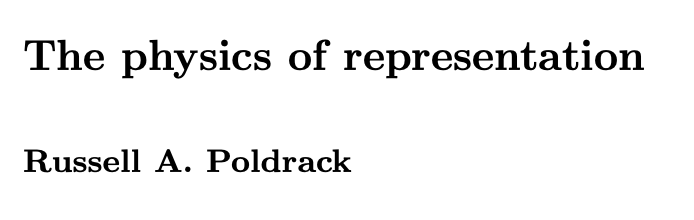 The physics of representation
Russell A. Poldrack